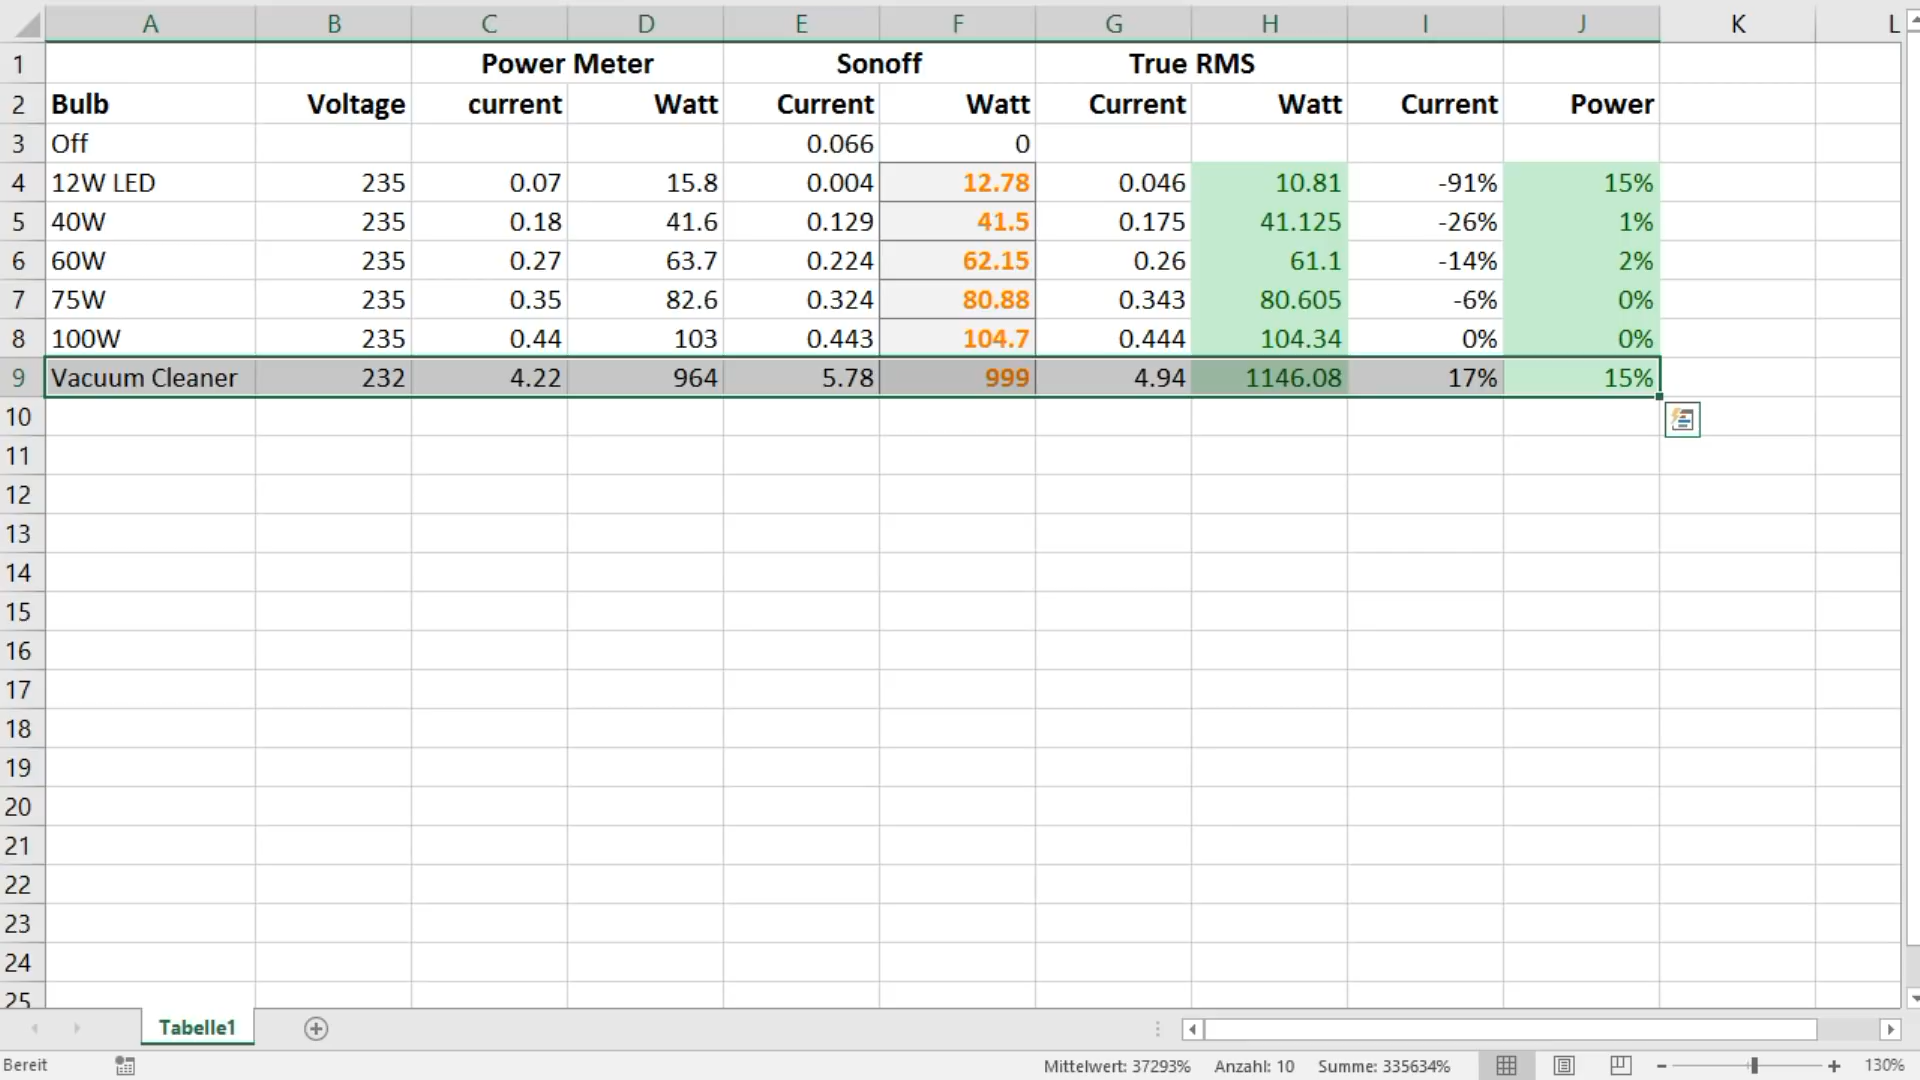 A B C D E F G H I J K L
1 Power Meter Sonoff True RMS
2 Bulb Voltage current Watt Current Watt Current Watt Current Power
3 Off 0.066 0
4 12W LED 235 0.07 15.8 0.004 12.78 0.046 10.81 -91% 15%
5 40W 235 0.18 41.6 0.129 41.5 0.175 41.125 -26% 1%
6 60W 235 0.27 63.7 0.224 62.15 0.26 61.1 -14% 2%
7 75W 235 0.35 82.6 0.324 80.88 0.343 80.605 -6% 0%
8 100W 235 0.44 103 0.443 104.7 0.444 104.34 0% 0%
9 Vacuum Cleaner 232 4.22 964 5.78 999 4.94 1146.08 17% 15%
10
11
12
13
14
15
16
17
18
19
20
21
22
23
24
25
Tabelle1
Bereit Mittelwert: 37293% Anzahl: 10 Summe: 335634% 130%